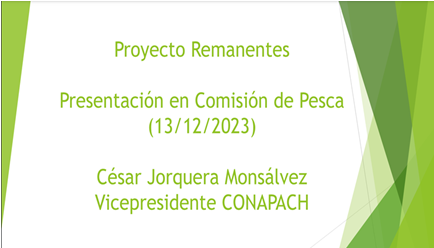 Proyecto Remanentes
Presentación en Comisión de Pesca
(13/12/2023)
César Jorquera Monsálvez
Vicepresidente CONAPACH